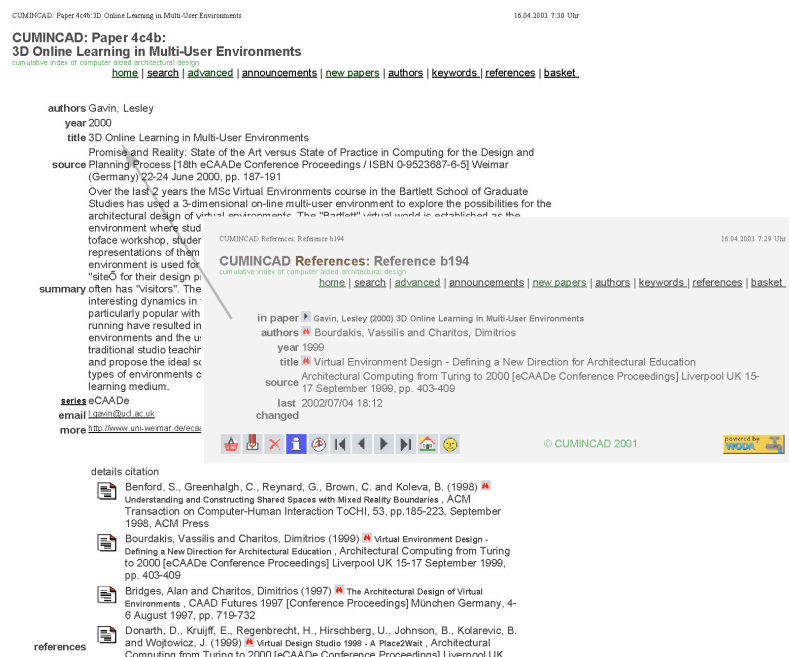 CUMINCAD: Paper 4c4b:3D Online Learning in Multi-User Environments
16.04.2003 7:30 Uhr
CUMINCAD: Paper 4c4b:
3D Online Learning in Multi-User Environments
cumulative index of computer aided architectural design
home | search | advanced | announcements | new papers | authors | keywords | references | basket
authors Gavin, Lesley
year 2000
title 3D Online Learning in Multi-User Environments
Promise and Reality: State of the Art versus State of Practice in Computing for the Design and
source Planning Process [18th eCAADe Conference Proceedings / ISBN 0-9523687-6-5] Weimar
(Germany) 22-24 June 2000, pp. 187-191
Over the last 2 years the MSc Virtual Environments course in the Bartlett School of Graduate
Studies has used a 3-dimensional on-line multi-user environment to explore the possibilities for the
architectural design of virtual environments. The "Bartlett" virtual world is established as the
environment where stud
toface workshop, studer
representations of them
environment is used for
"siteÕ for their design p
summary often has "visitors". The
interesting dynamics in
particularly popular with
running have resulted in
environments and the us
traditional studio teachin
and propose the ideal sc
types of environments c
learning medium.
series eCAADe
email l.gavin@ucl.ac.uk
more http://www.uni-weimar.de/ecaa
CUMINCAD References: Reference b194
16.04.2003 7:29 Uhr
CUMINCAD References: Reference b194
cumulative index of computer aided architectural design
home | search | advanced | announcements | new papers | authors | keywords | references | basket
in paper Gavin, Lesley (2000) 3D Online Learning in Multi-User Environments
authors Bourdakis, Vassilis and Charitos, Dimitrios
year 1999
title Virtual Environment Design - Defining a New Direction for Architectural Education
source Architectural Computing from Turing to 2000 [eCAADe Conference Proceedings] Liverpool UK 15-
17 September 1999, pp. 403-409
last 2002/07/04 18:12
changed
© CUMINCAD 2001
powered by
WODA
details citation
Benford, S., Greenhalgh, C., Reynard, G., Brown, C. and Koleva, B. (1998)
Understanding and Constructing Shared Spaces with Mixed Reality Boundaries , ACM
Transaction on Computer-Human Interaction ToCHI, 53, pp.185-223, September
1998, ACM Press
Bourdakis, Vassilis and Charitos, Dimitrios (1999) Virtual Environment Design -
Defining a New Direction for Architectural Education , Architectural Computing from Turing
to 2000 [eCAADe Conference Proceedings] Liverpool UK 15-17 September 1999,
pp. 403-409
Bridges, Alan and Charitos, Dimitrios (1997) The Architectural Design of Virtual
Environments , CAAD Futures 1997 [Conference Proceedings] München Germany, 4-
6 August 1997, pp. 719-732
Donarth, D., Kruijff, E., Regenbrecht, H., Hirschberg, U., Johnson, B., Kolarevic, B.
references and Wojtowicz, J. (1999) Virtual Design Studio 1998 - A Place2Wait , Architectural
Computing from Turing to 2000 [eCAADe Conference Proceedings] Liverpool UK